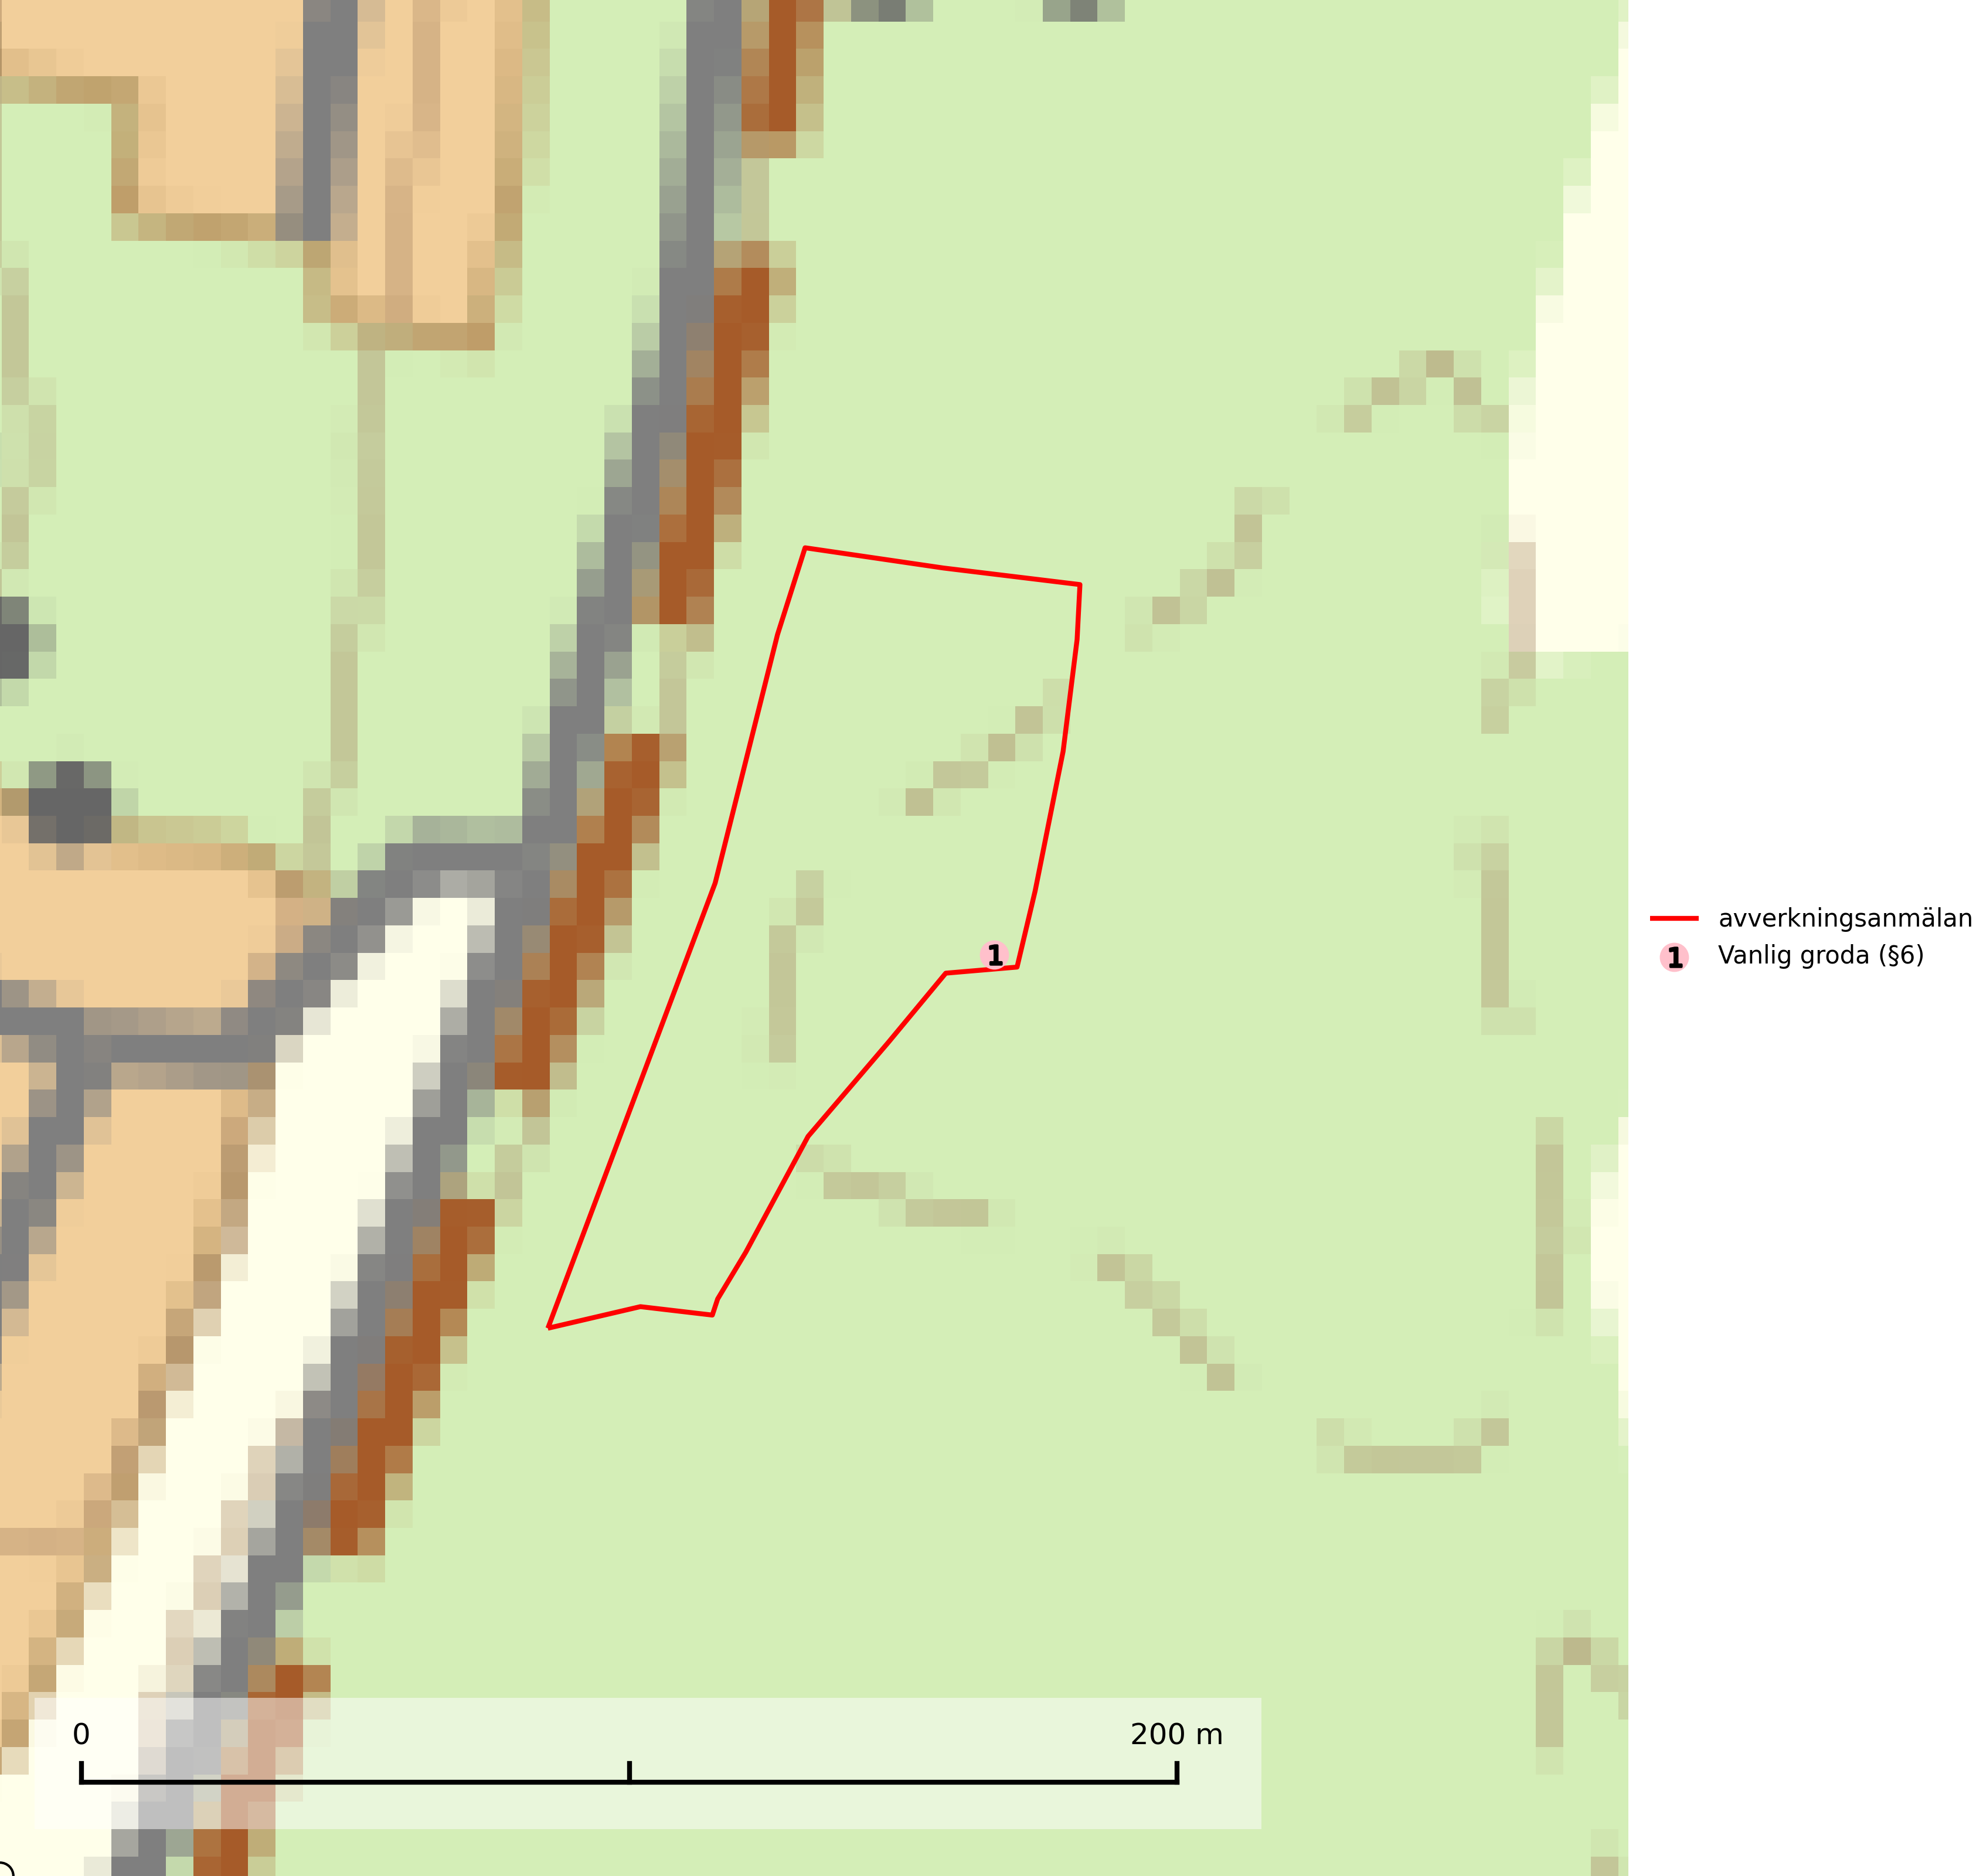 1
avverkningsanmälan
1 Vanlig groda (§6)
0 200 m